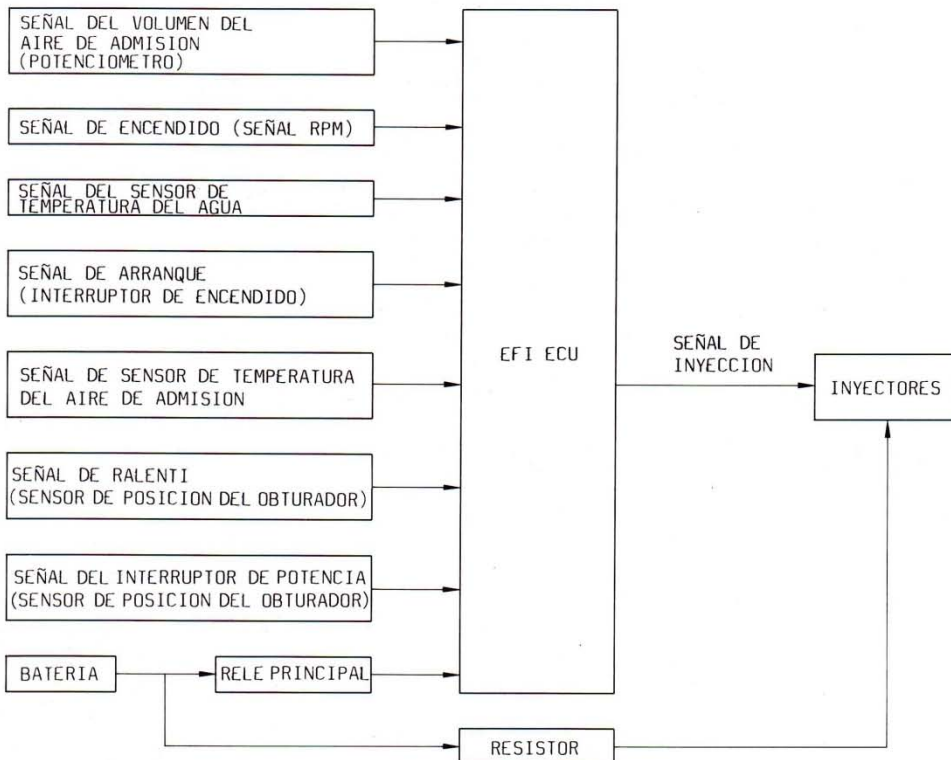 SEÑAL DEL VOLUMEN DEL
AIRE DE ADMISION
(POTENCIOMETRO)
SEÑAL DE ENCENDIDO (SEÑAL RPM)
SEÑAL DEL SENSOR DE
TEMPERATURA DEL AGUA
SEÑAL DE ARRANQUE
(INTERRUPTOR DE ENCENDIDO)
SEÑAL DE SENSOR DE TEMPERATURA
DEL AIRE DE ADMISION
SEÑAL DE RALENTI
(SENSOR DE POSICION DEL OBTURADOR)
SEÑAL DEL INTERRUPTOR DE POTENCIA
(SENSOR DE POSICION DEL OBTURADOR)
BATERIA
RELE PRINCIPAL
EFI ECU
RESISTOR
SEÑAL DE
INYECCION
INYECTORES